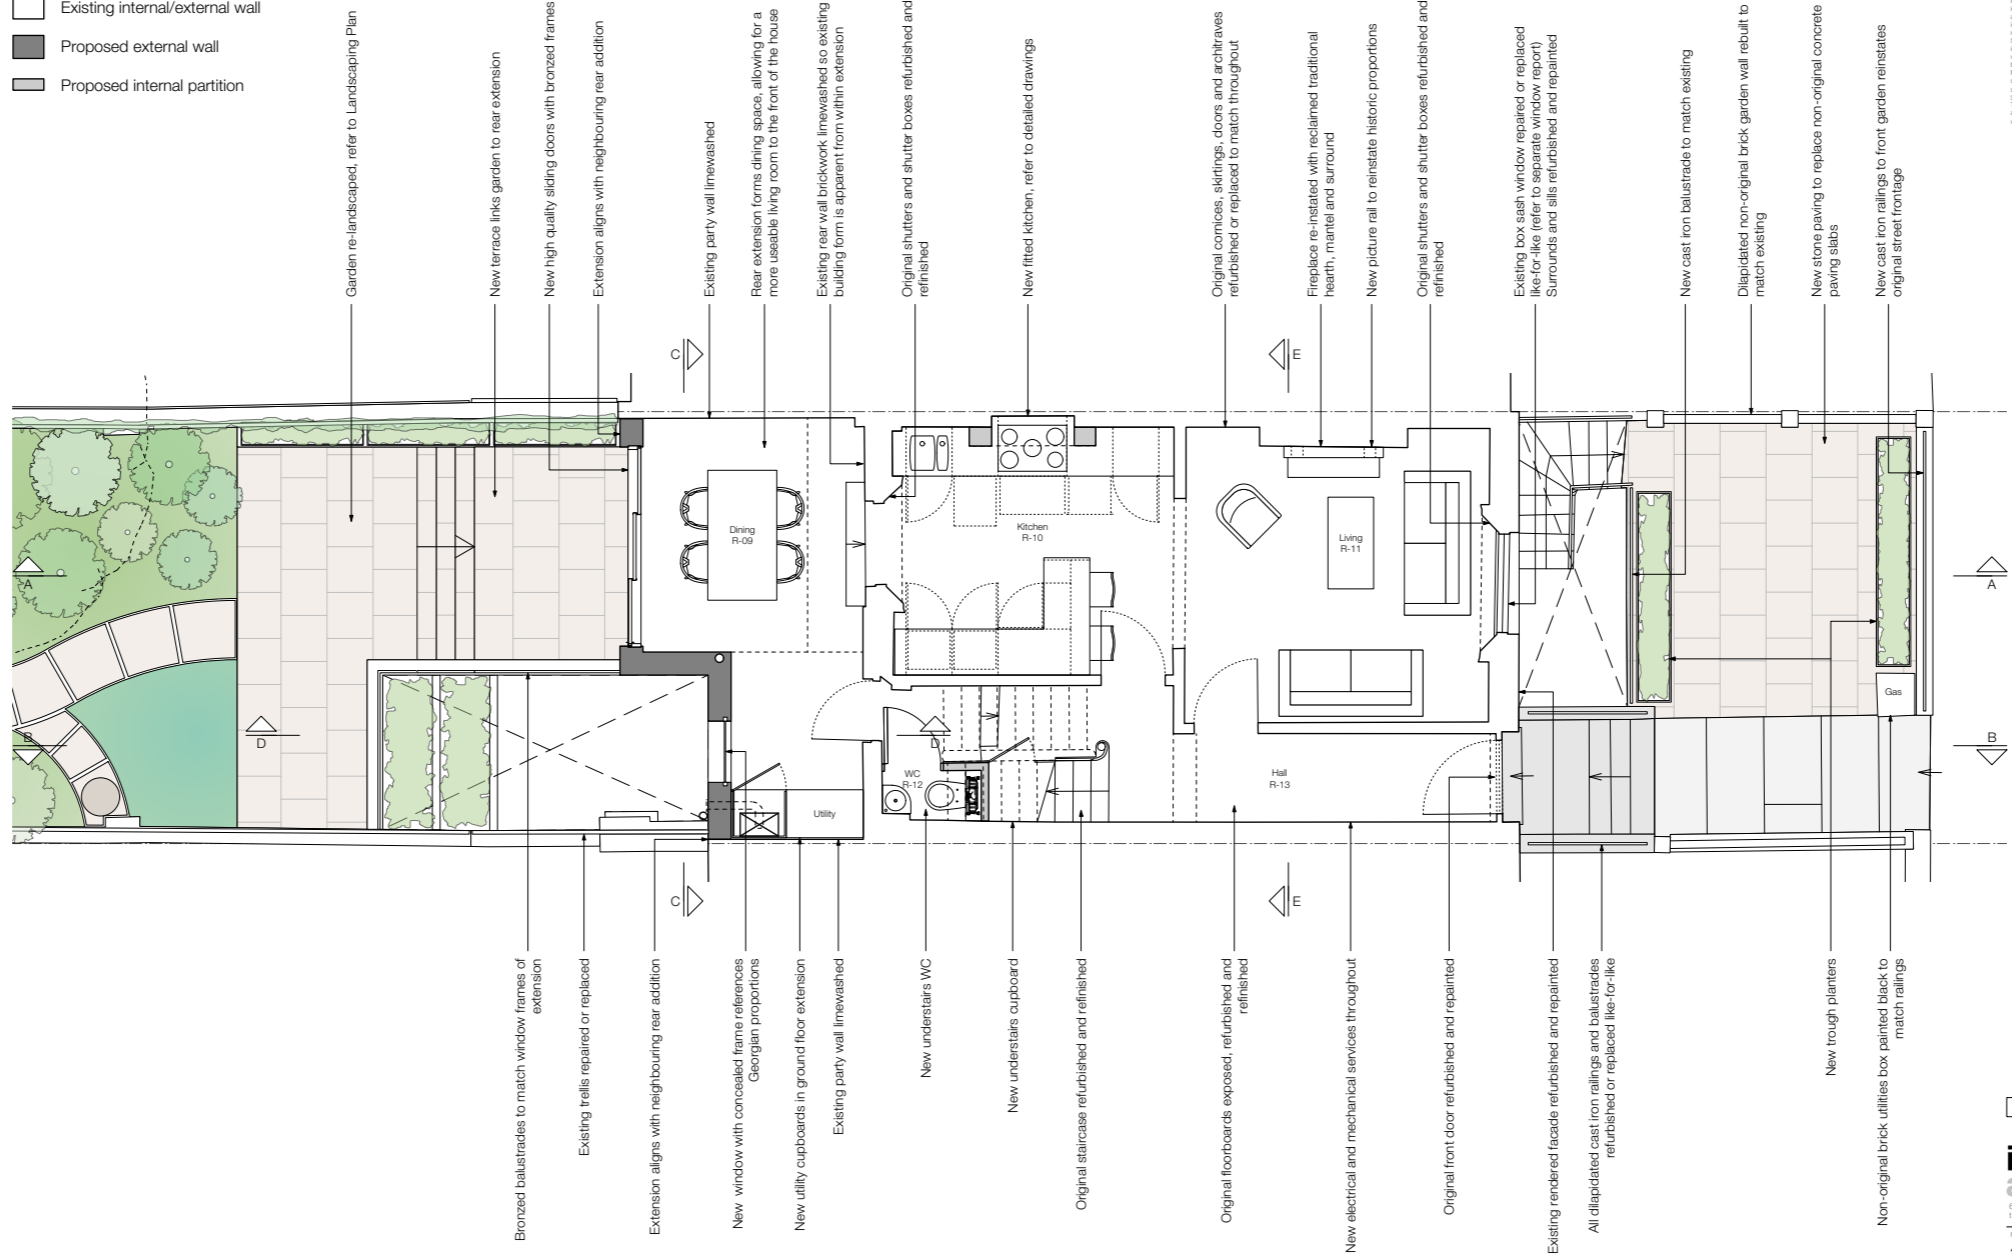 Existing internal/external wall
Proposed external wall
Proposed internal partition
Garden re-landscaped, refer to Landscaping Plan
New terrace links garden to rear extension
New high quality sliding doors with bronzed frames
Extension aligns with neighbouring rear addition
Existing party wall limewashed
Rear extension forms dining space, allowing for a
more useable living room to the front of the house
Existing rear wall brickwork limewashed so existing
building form is apparent from within extension
Original shutters and shutter boxes refurbished and
refinished
New fitted kitchen, refer to detailed drawings
Original cornices, skirtings, doors and architraves
refurbished or replaced to match throughout
Fireplace re-instated with reclaimed traditional
hearth, mantel and surround
New picture rail to reinstate historic proportions
Original shutters and shutter boxes refurbished and
refinished
Existing box sash window repaired or replaced
like-for-like (refer to separate window report)
Surrounds and sills refurbished and repainted
New cast iron balustrade to match existing
Dilapidated non-original brick garden wall rebuilt to
match existing
New stone paving to replace non-original concrete
paving slabs
New cast iron railings to front garden reinstates
original street frontage
C
E
Dining
R-09
Kitchen
R-10
Living
R-11
A
A
Gas
B
D
D
B
WC
R-12
Hall
R-13
Utility
C
E
Bronzed balustrades to match window frames of
extension
Existing trellis repaired or replaced
Extension aligns with neighbouring rear addition
New window with concealed frame references
Georgian proportions
New utility cupboards in ground floor extension
Existing party wall limewashed
New understairs WC
New understairs cupboard
Original staircase refurbished and refinished
Original floorboards exposed, refurbished and
refinished
New electrical and mechanical services throughout
Original front door refurbished and repainted
Existing rendered facade refurbished and repainted
All dilapidated cast iron railings and balustrades
refurbished or replaced like-for-like
New trough planters
Non-original brick utilities box painted black to
match railings